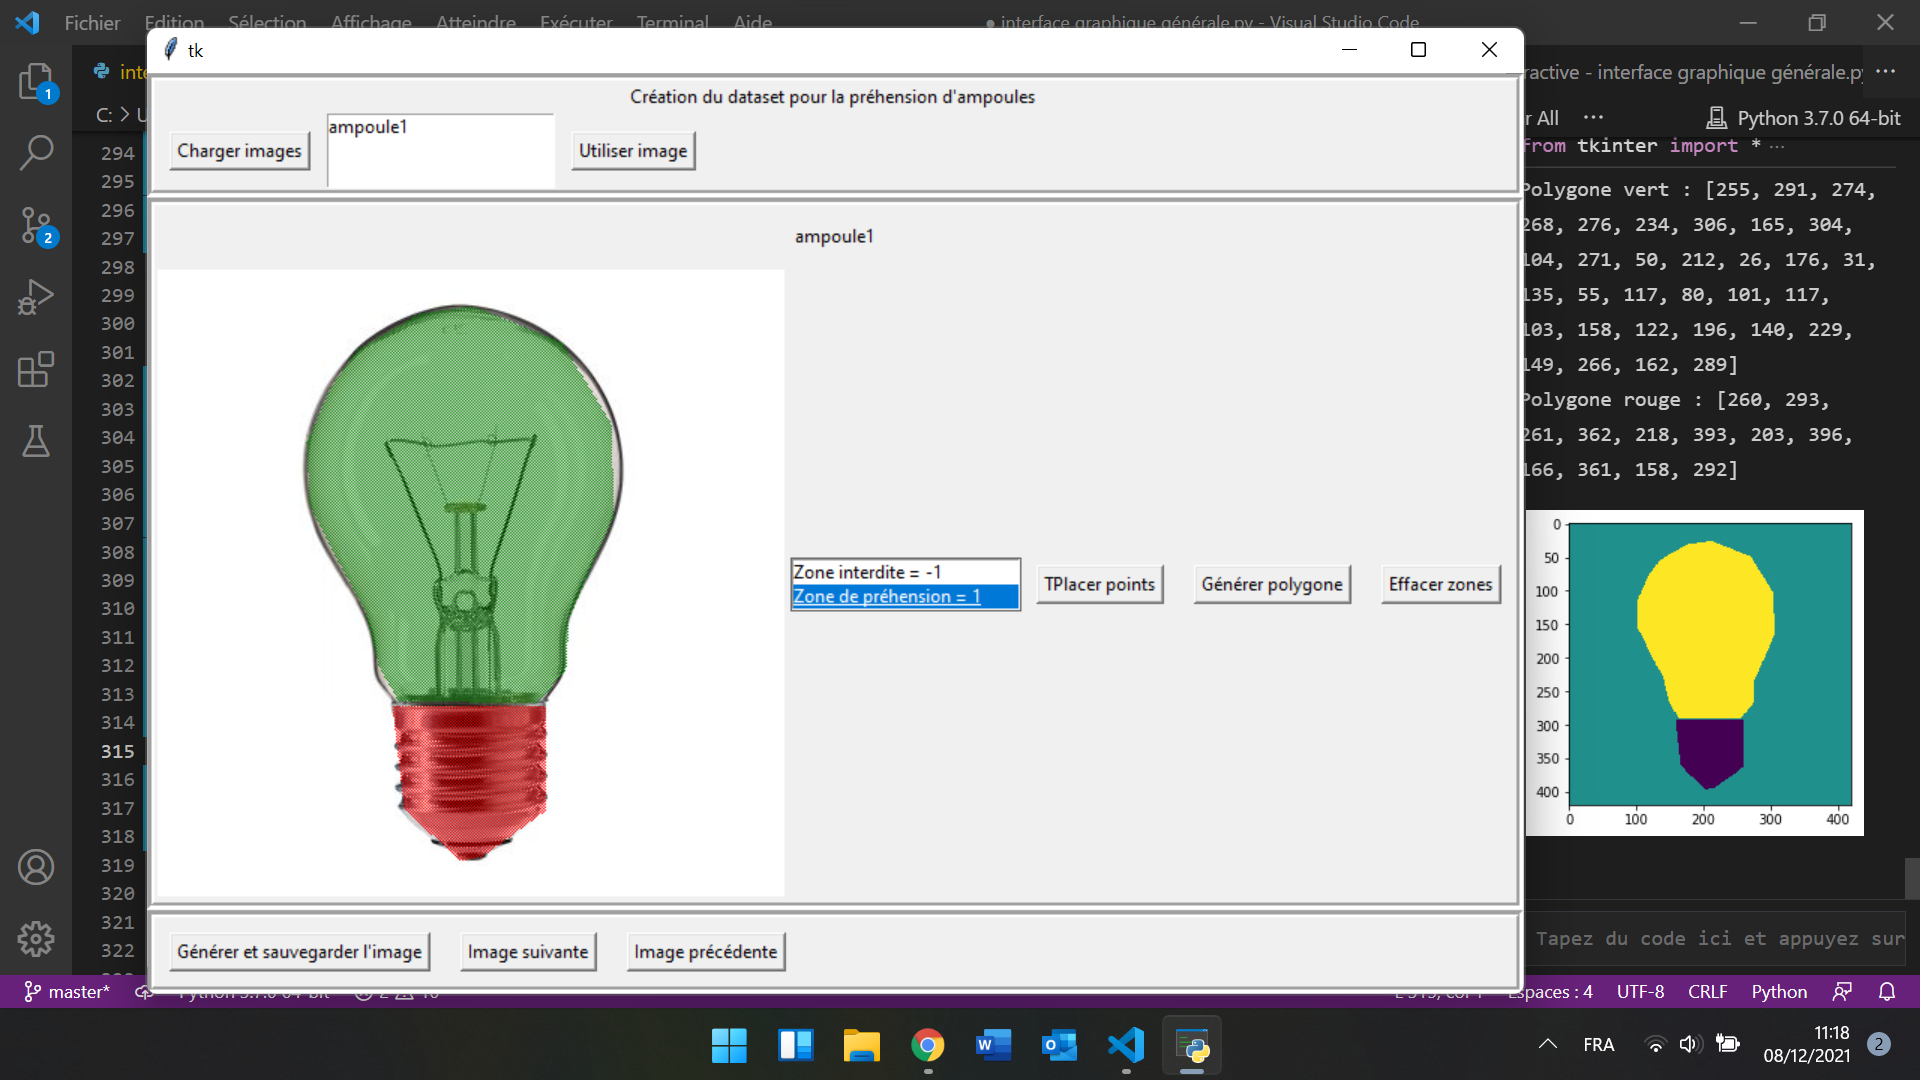 Fichier Edition Sélection Affichage Atteindre Exécuter Terminal Aide
● interface graphique générale.py - Visual Studio Code
tk
Création du dataset pour la préhension d'ampoules
Charger images
ampoule1
Utiliser image
ampoule1
Zone interdite = -1
Zone de préhension = 1
TPlacer points
Générer polygone
Effacer zones
Générer et sauvegarder l'image
Image suivante
Image précédente
1
2
inte
C: > U
294
295
296
297
298
299
300
301
302
303
304
305
306
307
308
309
310
311
312
313
314
315
316
317
318
319
320
321
322
ractive - interface graphique générale.py
r All
Python 3.7.0 64-bit
from tkinter import * ...
Polygone vert : [255, 291, 274,
268, 276, 234, 306, 165, 304,
104, 271, 50, 212, 26, 176, 31,
135, 55, 117, 80, 101, 117,
103, 158, 122, 196, 140, 229,
149, 266, 162, 289]
Polygone rouge : [260, 293,
261, 362, 218, 393, 203, 396,
166, 361, 158, 292]
0
50
100
150
200
250
300
350
400
0 100 200 300 400
Tapez du code ici et appuyez sur
master*
Python 3.7.0 64-bit
Espaces : 4
UTF-8
CRLF
Python
FRA
11:18
08/12/2021
2